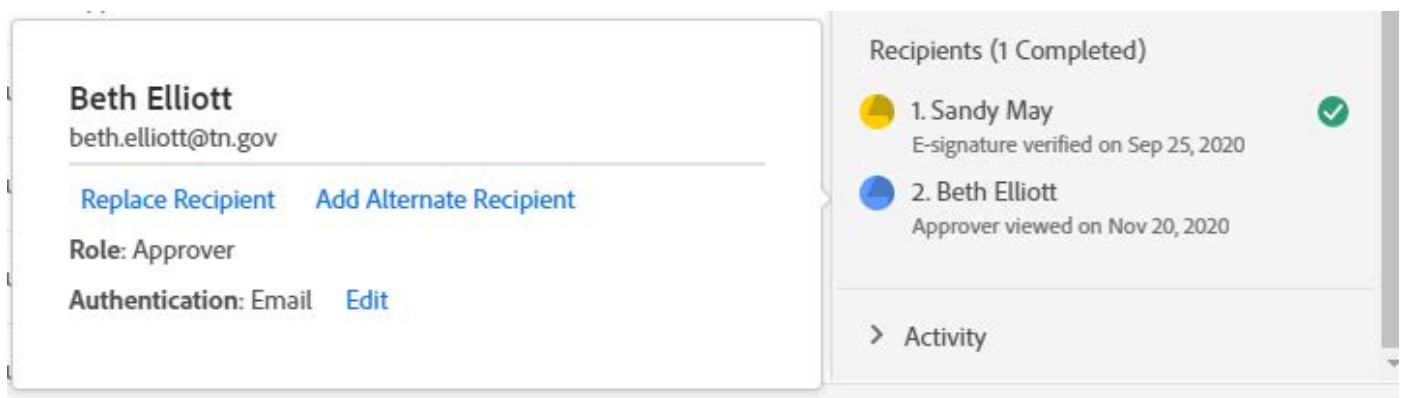 Beth Elliott
beth.elliott@tn.gov
Replace Recipient Add Alternate Recipient
Role: Approver
Authentication: Email Edit
Recipients (1 Completed)
1. Sandy May
E-signature verified on Sep 25, 2020
2. Beth Elliott
Approver viewed on Nov 20, 2020
Activity